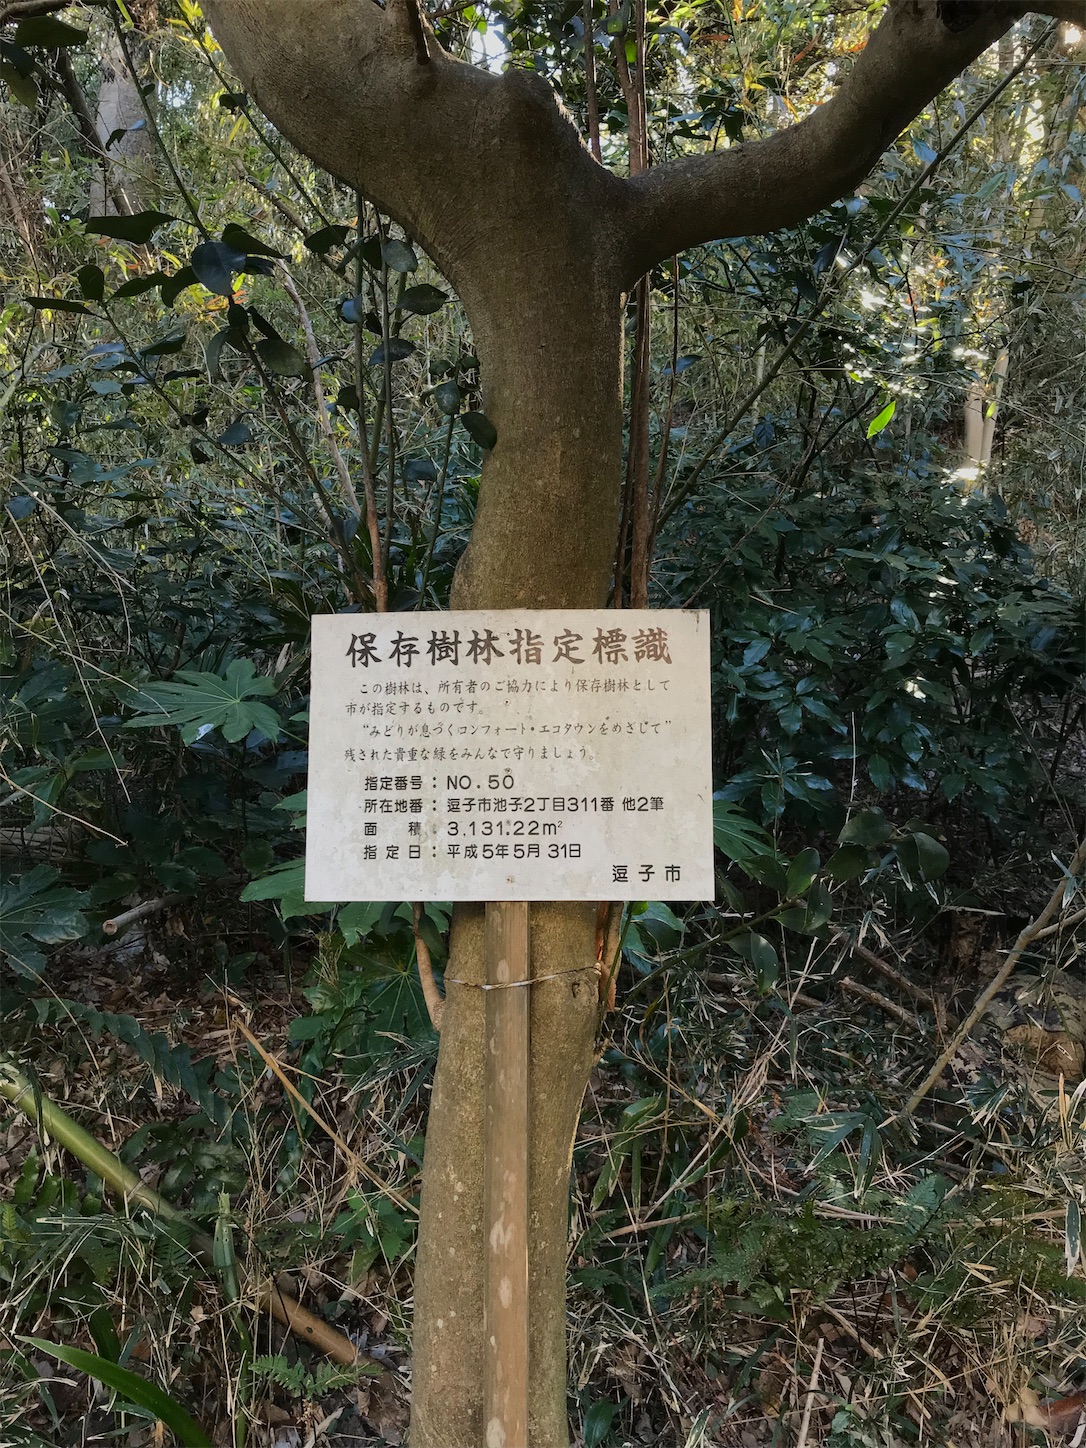 保存樹林指定標識
この樹林は、所有者のご協力により保存樹林として
市が指定するものです。
“みどりが息づくコンフォート・エコタウンをめざして”
残された貴重な緑をみんなで守りましょう。
指定番号：NO.50
所在地番：逗子市池子2丁目311番 他2筆
面 積：3,131.22m²
指定日：平成5年5月31日
逗子市